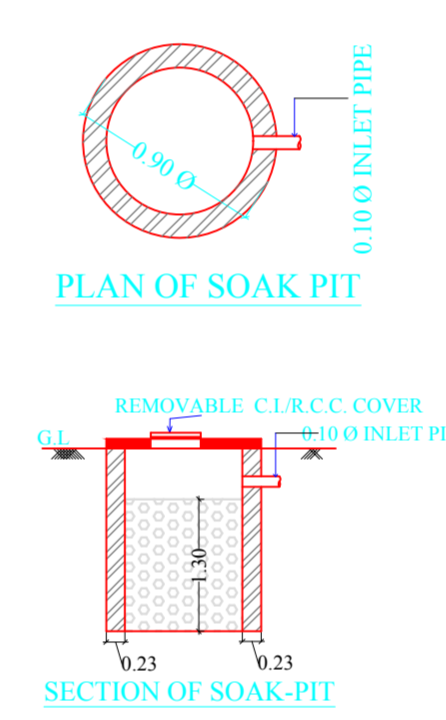 0.90 Ø
0.10 Ø INLET PIPE
PLAN OF SOAK PIT
REMOVABLE C.I./R.C.C. COVER
G.L
0.10 Ø INLET PI
1.30
0.23
0.23
SECTION OF SOAK-PIT